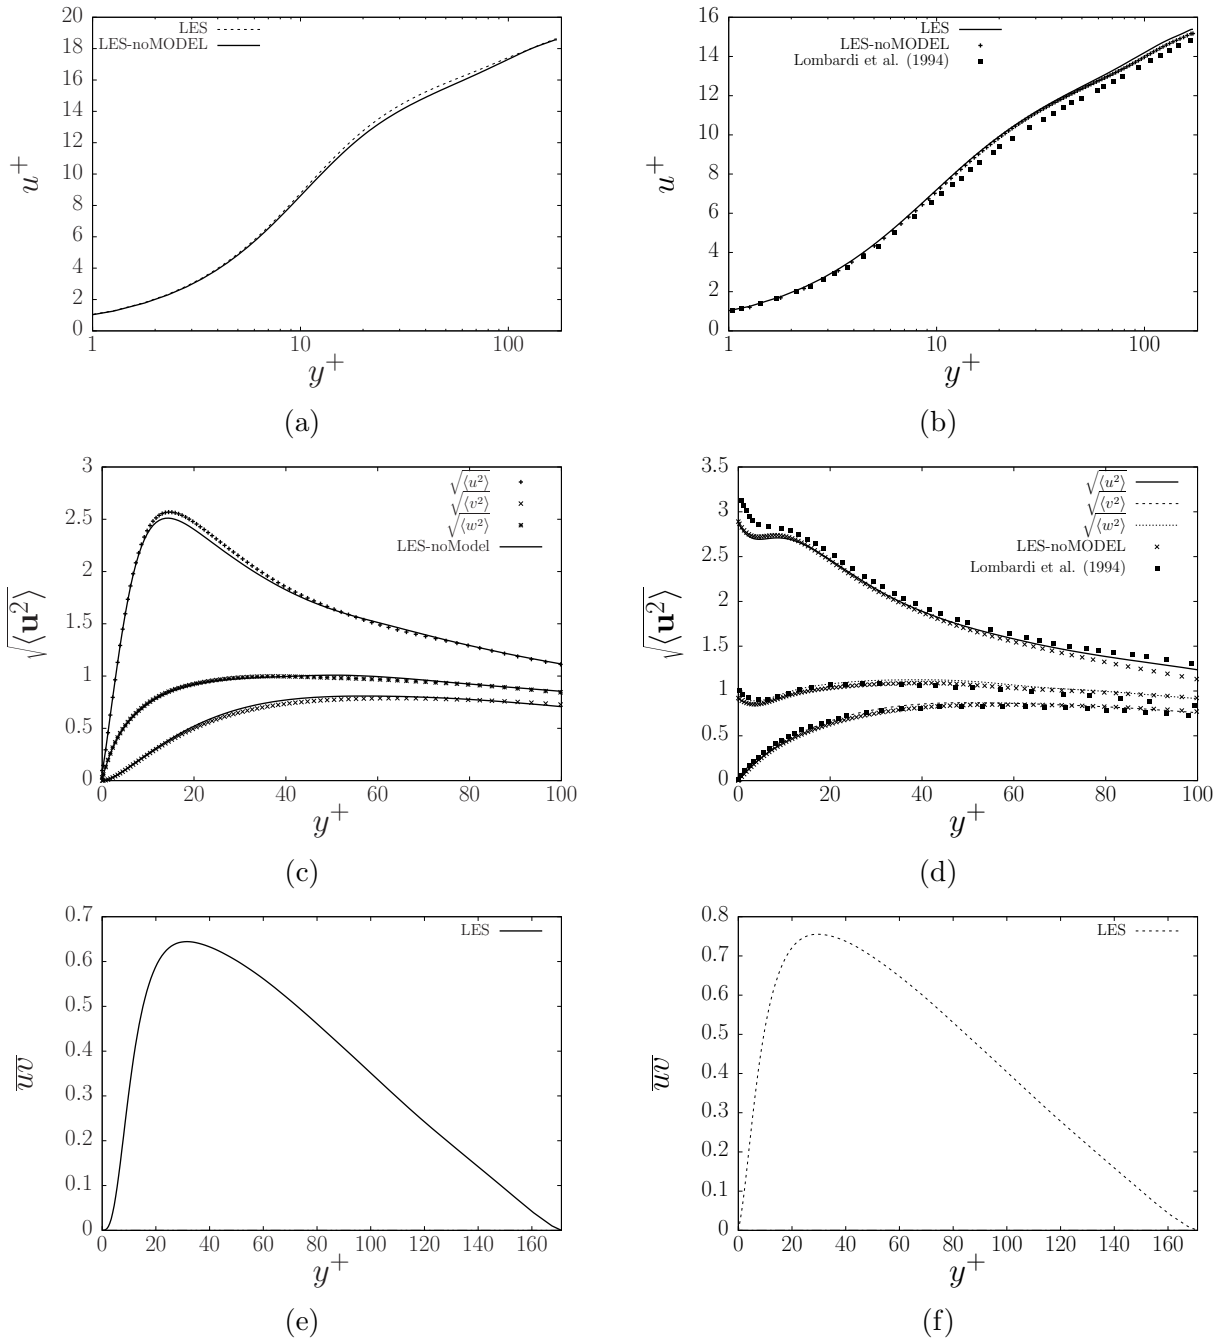 20
18
16
14
12
10
8
6
4
2
0
1 10 100
u⁺
y⁺
LES
LES-noMODEL
(a)
16
14
12
10
8
6
4
2
0
1 10 100
u⁺
y⁺
LES
LES-noMODEL
Lombardi et al. (1994)
(b)
3
2.5
2
1.5
1
0.5
0
0 20 40 60 80 100
√⟨u²⟩
y⁺
√⟨u²⟩
√⟨v²⟩
√⟨w²⟩
LES-noModel
(c)
3.5
3
2.5
2
1.5
1
0.5
0
0 20 40 60 80 100
√⟨u²⟩
y⁺
√⟨u²⟩
√⟨v²⟩
√⟨w²⟩
LES-noMODEL
Lombardi et al. (1994)
(d)
0.7
0.6
0.5
0.4
0.3
0.2
0.1
0
0 20 40 60 80 100 120 140 160
u̅v̅
y⁺
LES
(e)
0.8
0.7
0.6
0.5
0.4
0.3
0.2
0.1
0
0 20 40 60 80 100 120 140 160
u̅v̅
y⁺
LES
(f)